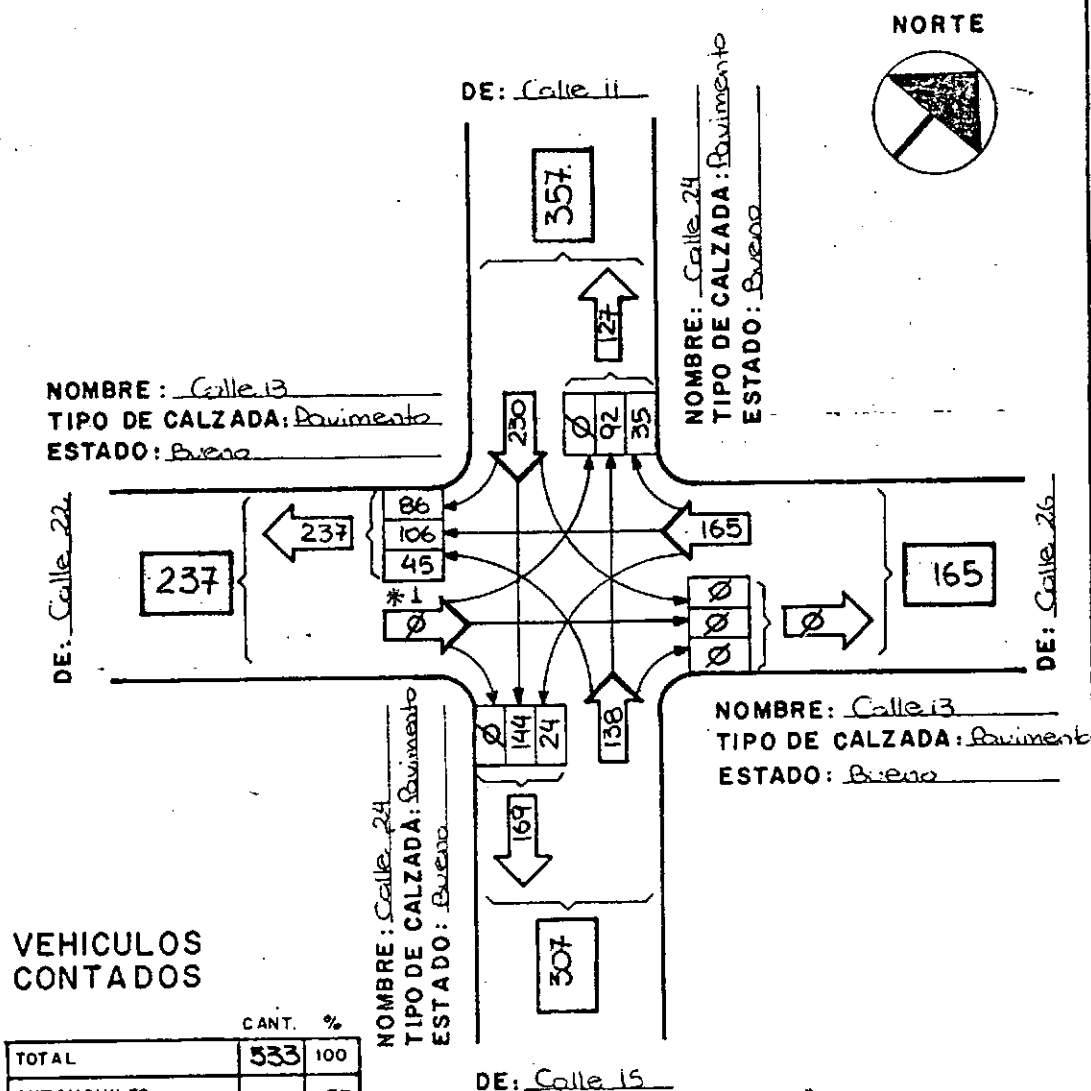 NORTE
DE: Calle 11
357.
NOMBRE: Calle 24
TIPO DE CALZADA: Pavimento
ESTADO: Bueno
127
NOMBRE: Calle 13
TIPO DE CALZADA: Pavimento
ESTADO: Bueno
230
Ø 92 35
DE: Calle 22
237
237
86
106
45
*1
Ø
165
Ø
Ø
Ø
Ø
165
DE: Calle 26
Ø 144 24
138
169
307
NOMBRE: Calle 24
TIPO DE CALZADA: Pavimento
ESTADO: Bueno
NOMBRE: Calle 13
TIPO DE CALZADA: Pavimento
ESTADO: Bueno
VEHICULOS
CONTADOS
CANT. %
TOTAL 533 100
DE: Calle 15